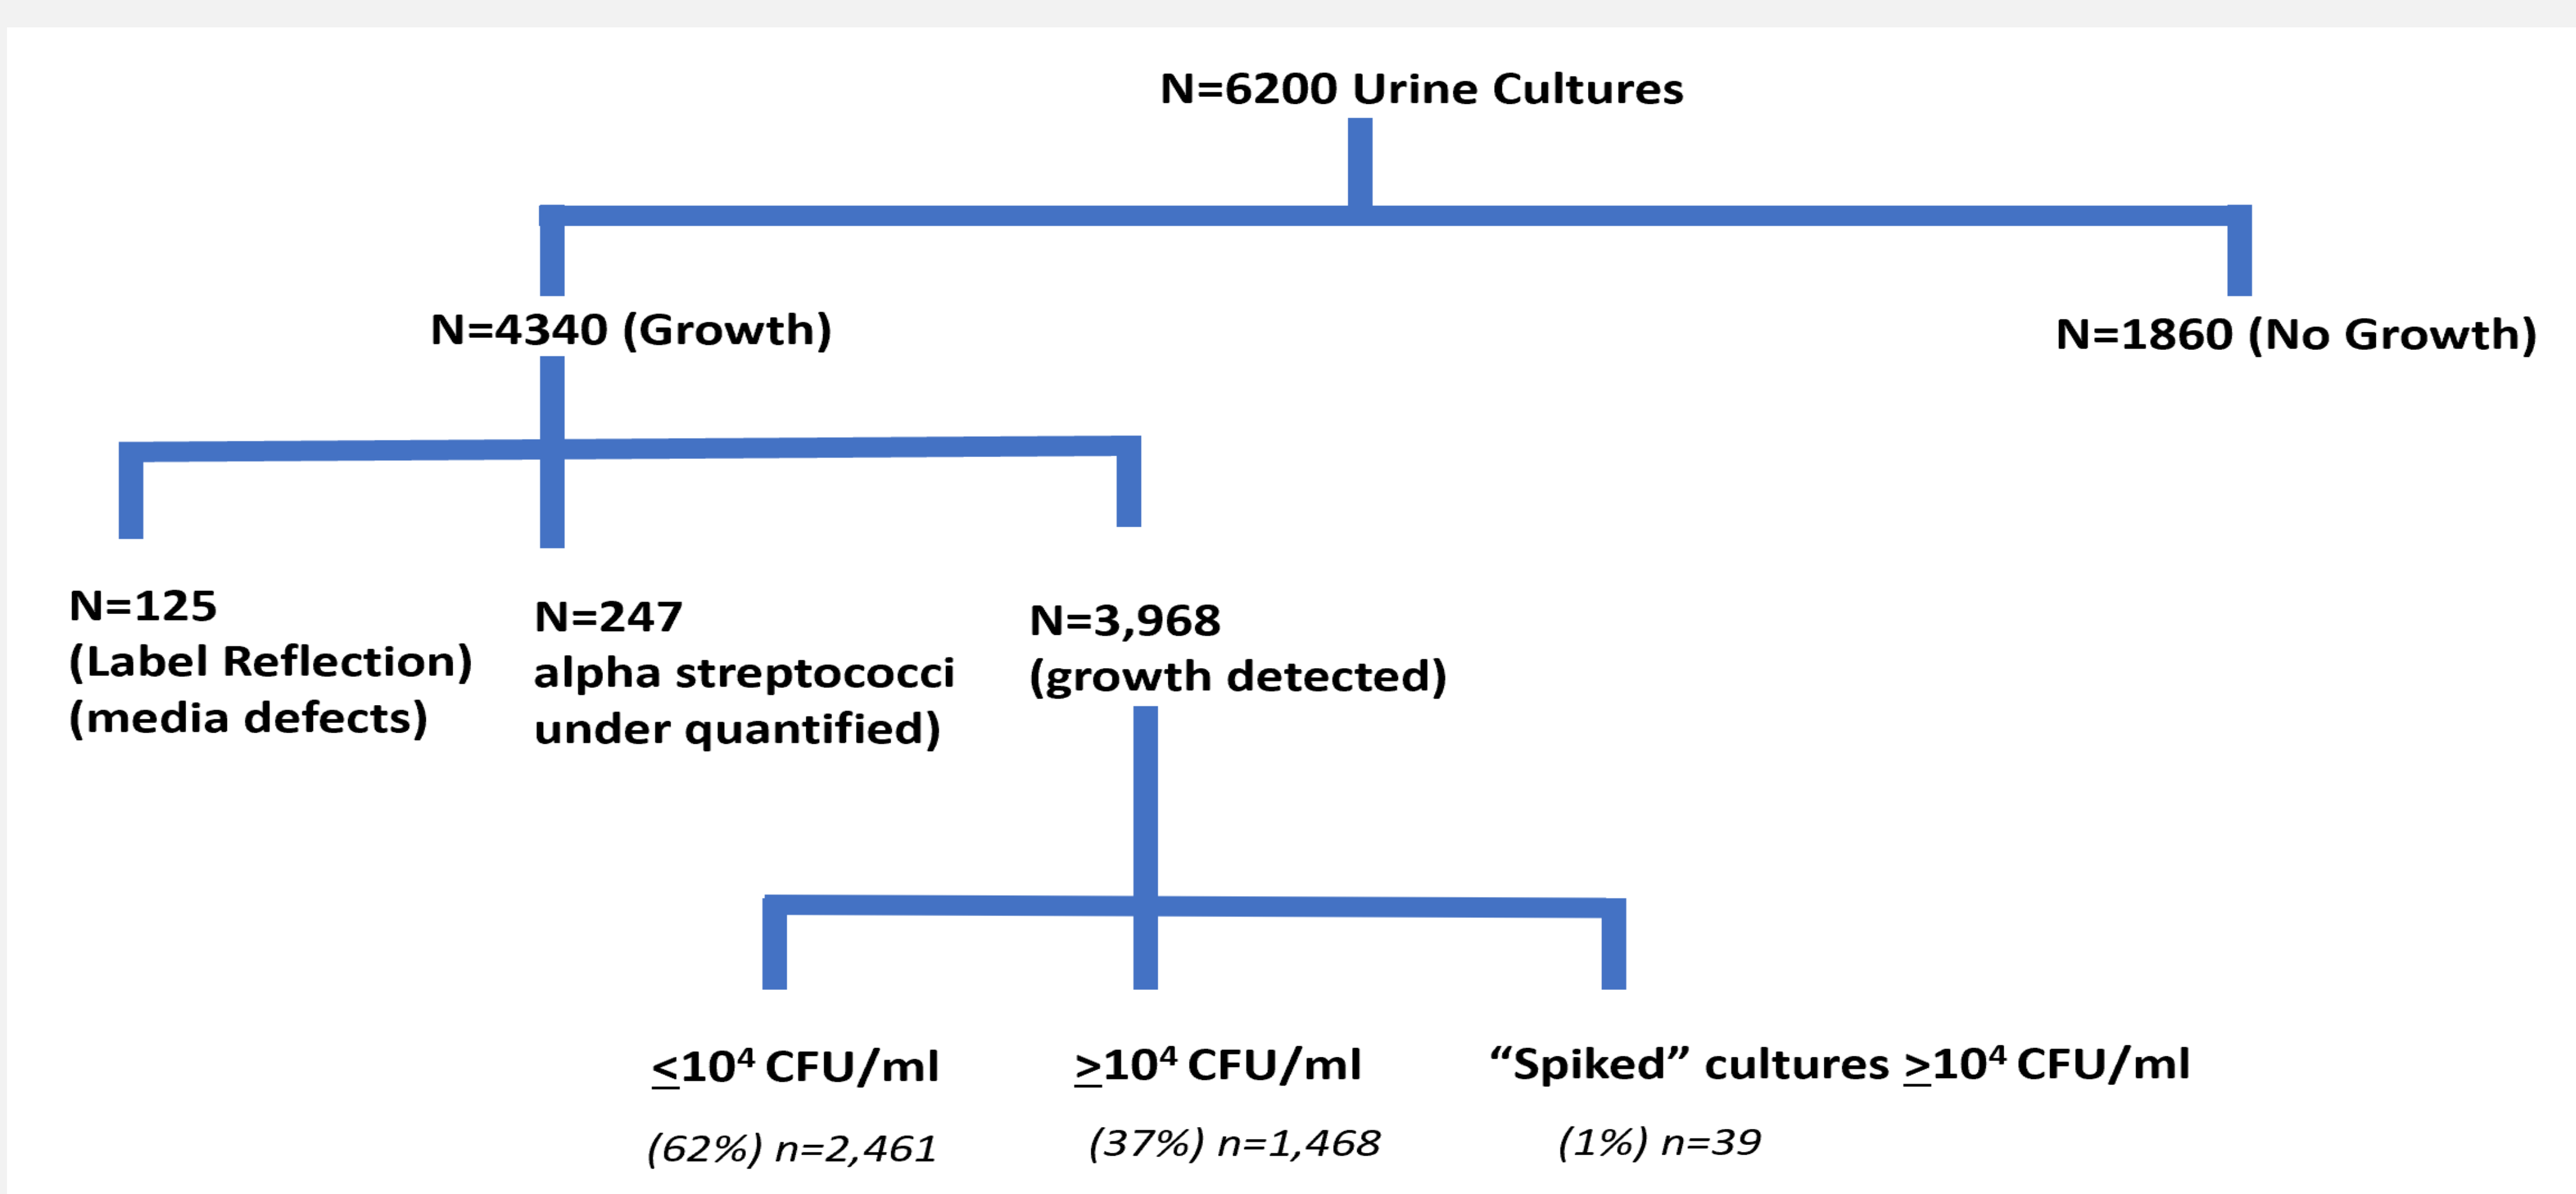 N=6200 Urine Cultures
N=4340 (Growth)
N=1860 (No Growth)
N=125
(Label Reflection)
(media defects)
N=247
alpha streptococci
under quantified)
N=3,968
(growth detected)
≤10⁴ CFU/ml
(62%) n=2,461
≥10⁴ CFU/ml
(37%) n=1,468
“Spiked” cultures ≥10⁴ CFU/ml
(1%) n=39